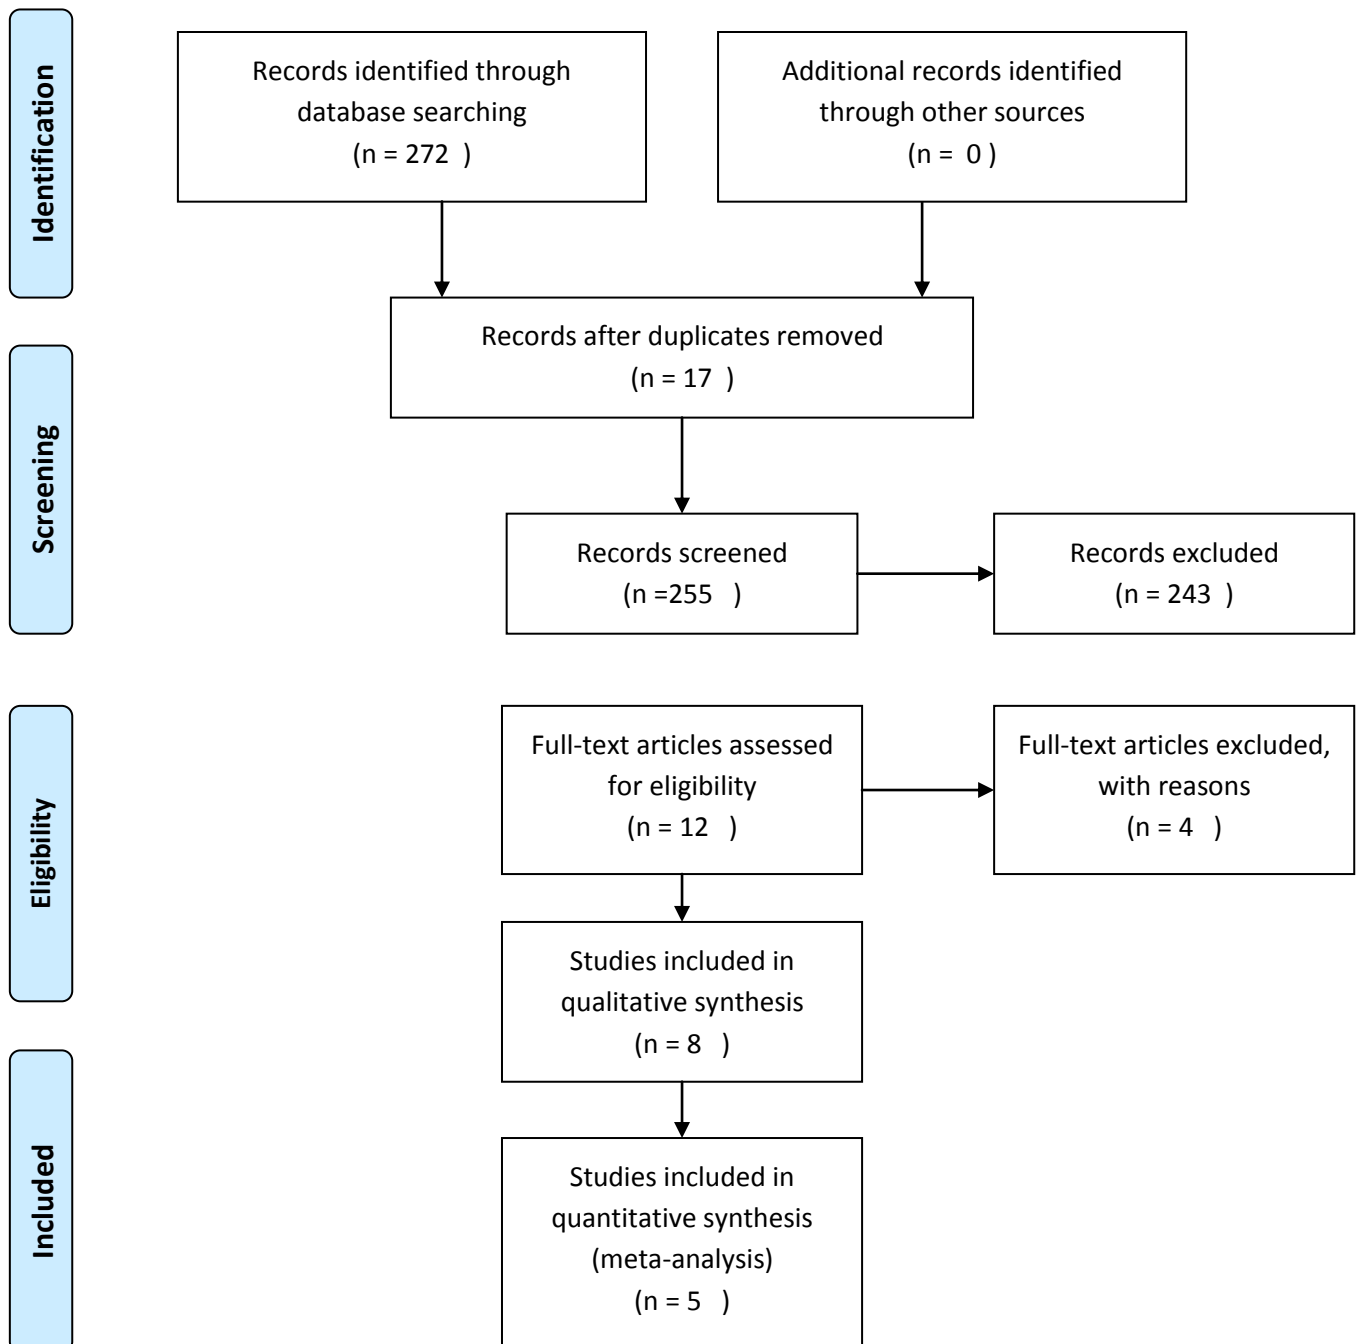 Identification
Records identified through
database searching
(n = 272  )
Additional records identified
through other sources
(n =  0 )
Records after duplicates removed
(n = 17  )
Screening
Records screened
(n =255   )
Records excluded
(n = 243  )
Eligibility
Full-text articles assessed
for eligibility
(n = 12   )
Full-text articles excluded,
with reasons
(n = 4   )
Studies included in
qualitative synthesis
(n = 8   )
Included
Studies included in
quantitative synthesis
(meta-analysis)
(n = 5   )